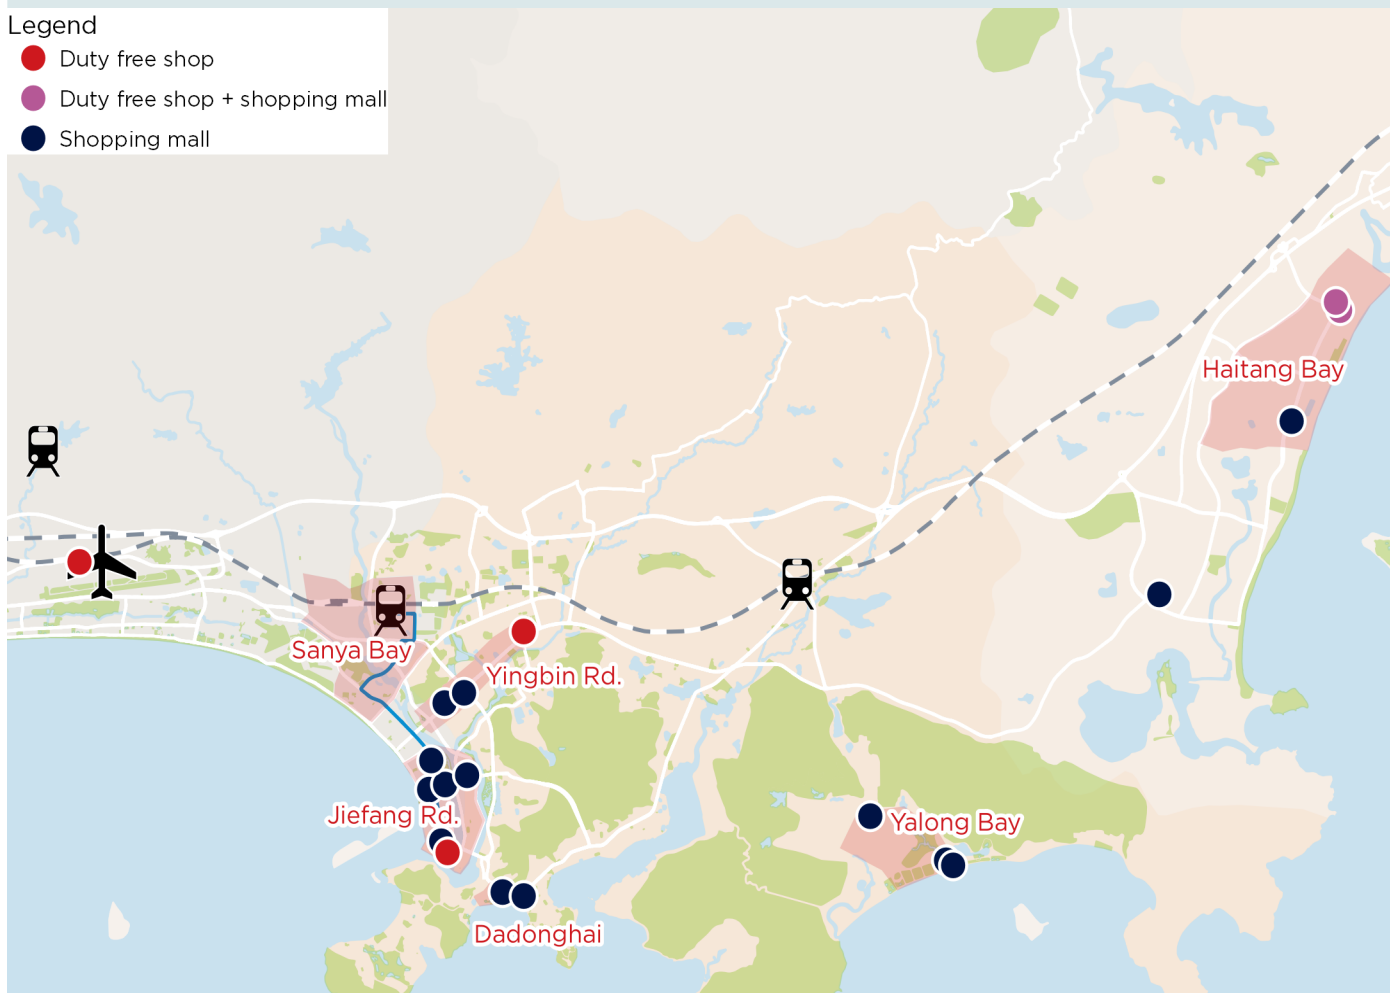 Legend
Duty free shop
Duty free shop + shopping mall
Shopping mall
Haitang Bay
Sanya Bay
Yingbin Rd.
Jiefang Rd.
Yalong Bay
Dadonghai